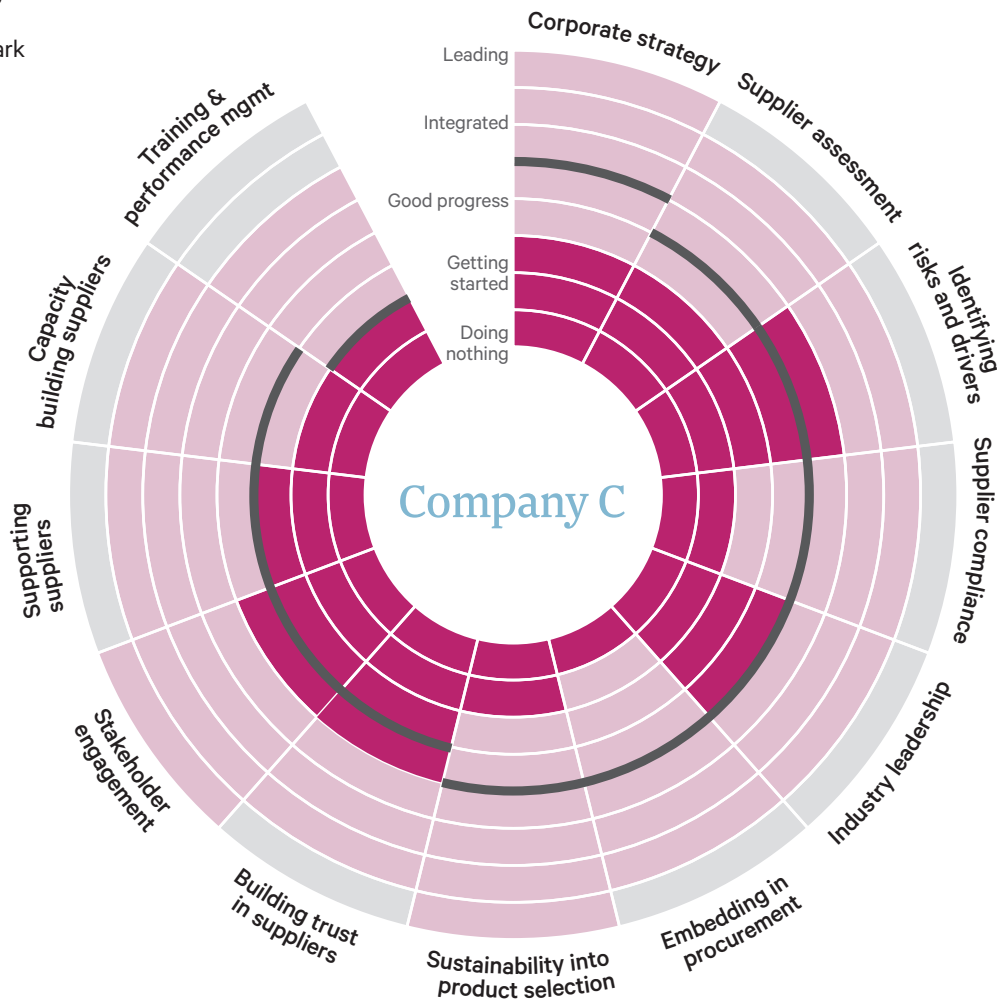 ark
Leading
Integrated
Good progress
Getting
started
Doing
nothing
Corporate strategy
Supplier assessment
Identifying
risks and drivers
Supplier compliance
Industry leadership
Embedding in
procurement
Sustainability into
product selection
Building trust
in suppliers
Stakeholder
engagement
Supporting
suppliers
Capacity
building suppliers
Training &
performance mgmt
Company C